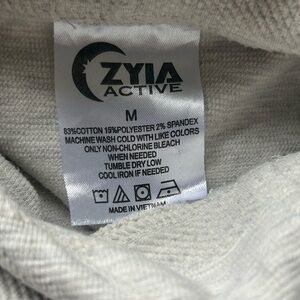 ZYIA
ACTIVE
M
83%COTTON 15%POLYESTER 2% SPANDEX
MACHINE WASH COLD WITH LIKE COLORS
ONLY NON-CHLORINE BLEACH
WHEN NEEDED
TUMBLE DRY LOW
COOL IRON IF NEEDED
MADE IN VIETNAM